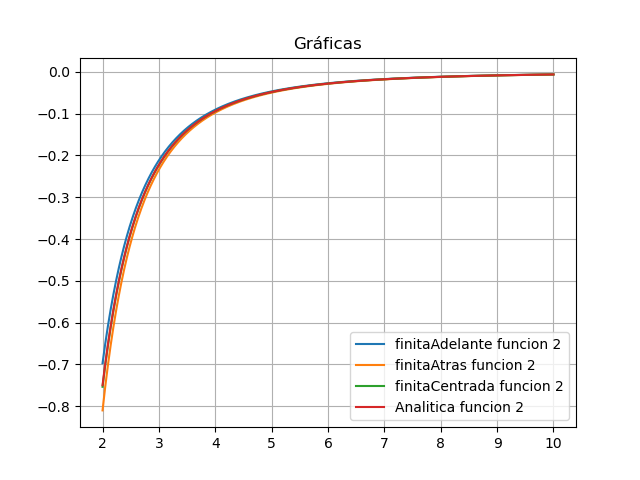 Gráficas
0.0
−0.1
−0.2
−0.3
−0.4
−0.5
−0.6
−0.7
−0.8
finitaAdelante funcion 2
finitaAtras funcion 2
finitaCentrada funcion 2
Analitica funcion 2
2 3 4 5 6 7 8 9 10